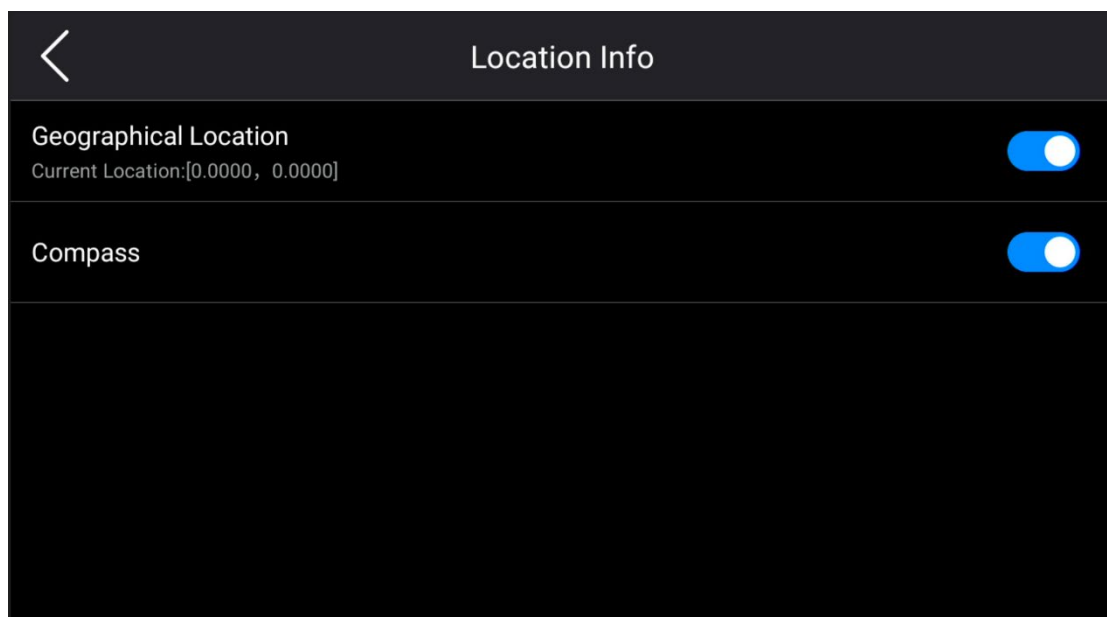 Location Info
Geographical Location
Current Location:[0.0000，0.0000]
Compass